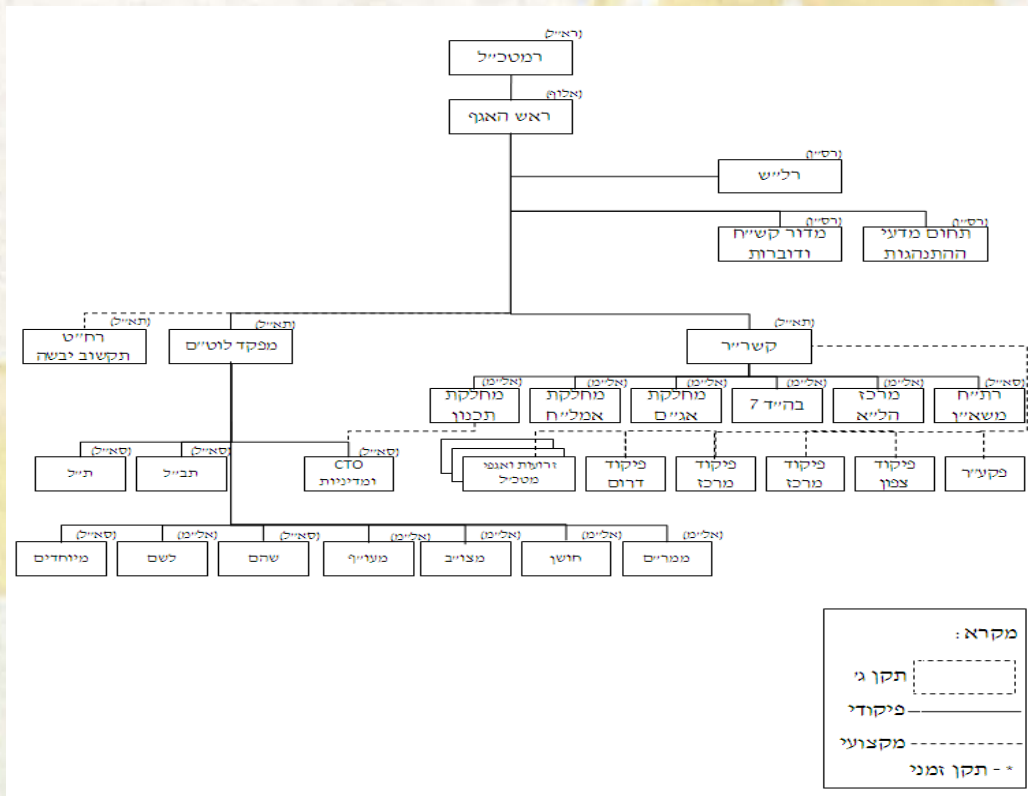 (רא״ל)
רמטכ״ל
(אלוף)
ראש האגף
(רס״ן)
רל״ש
(רס״ן)
(רס״ן)
תחום מדעי
ההתנהגות
מדור קש״ח
ודוברות
(תא״ל)
קשר״ר
(תא״ל)
מפקד לוט״ם
(תא״ל)
רח״ט
תקשוב יבשה
(סא״ל)
רת״ח
משא״ן
(אל״מ)
מרכז
הל״א
(אל״מ)
בה״ד 7
(אל״מ)
מחלקת
אג״ם
(אל״מ)
מחלקת
אמל״ח
(אל״מ)
מחלקת
תכנון
פקע״ר
פיקוד
צפון
פיקוד
מרכז
פיקוד
מרכז
פיקוד
דרום
זרועות ואגפי
מטכ״ל
(סא״ל)
CTO
ומדיניות
(סא״ל)
תב״ל
(סא״ל)
ת״ל
(אל״מ)
ממר״ם
(אל״מ)
חושן
(אל״מ)
מצו״ב
(אל״מ)
מעו״ף
(סא״ל)
שהם
(אל״מ)
לשם
(סא״ל)
מיוחדים
מקרא:
תקן ג׳
פיקודי
מקצועי
* - תקן זמני